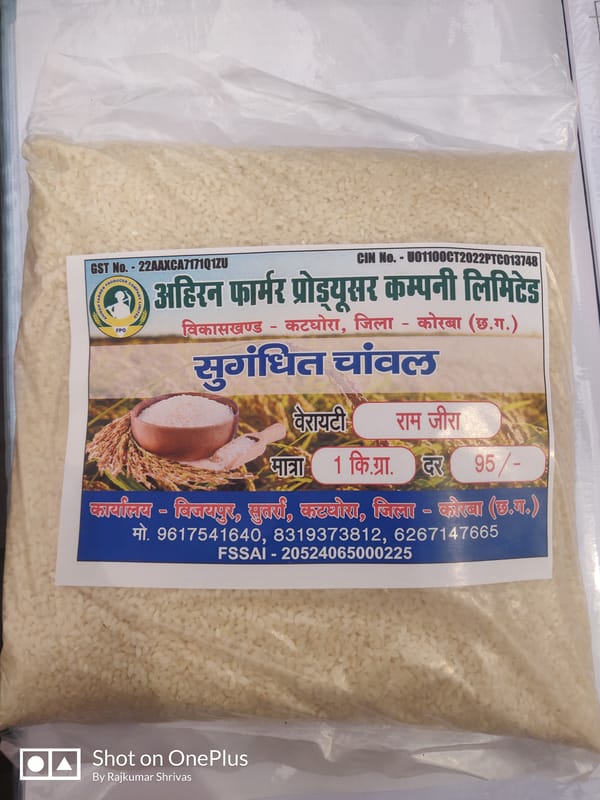 GST No. - 22AAXCA7171Q1ZU
CIN No. - U01100CT2022PTC013748
अहिरन फार्मर प्रोड्यूसर कम्पनी लिमिटेड
FPO
विकासखण्ड - कटघोरा, जिला - कोरबा (छ.ग.)
सुगंधित चांवल
वेरायटी राम जीरा
मात्रा 1 कि.ग्रा. दर 95/-
कार्यालय - विजयपुर, सुतर्रा, कटघोरा, जिला - कोरबा (छ.ग.)
मो. 9617541640, 8319373812, 6267147665
FSSAI - 20524065000225
Shot on OnePlus
By Rajkumar Shrivas